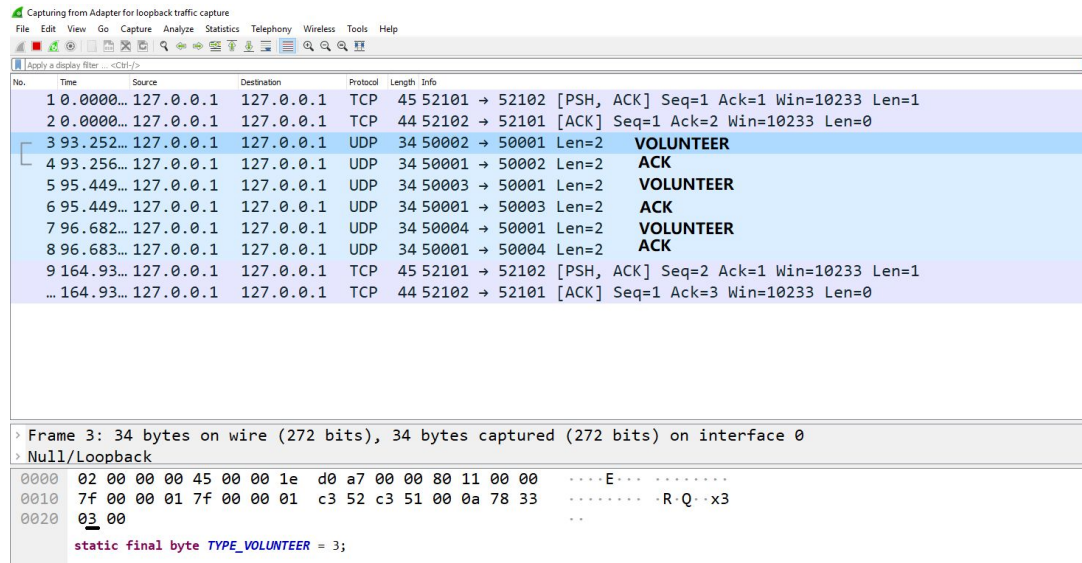 Capturing from Adapter for loopback traffic capture
File Edit View Go Capture Analyze Statistics Telephony Wireless Tools Help
Apply a display filter ... <Ctrl-/>
No. Time Source Destination Protocol Length Info
1 0.0000… 127.0.0.1 127.0.0.1 TCP 45 52101 → 52102 [PSH, ACK] Seq=1 Ack=1 Win=10233 Len=1
2 0.0000… 127.0.0.1 127.0.0.1 TCP 44 52102 → 52101 [ACK] Seq=1 Ack=2 Win=10233 Len=0
3 93.252… 127.0.0.1 127.0.0.1 UDP 34 50002 → 50001 Len=2 VOLUNTEER
4 93.256… 127.0.0.1 127.0.0.1 UDP 34 50001 → 50002 Len=2 ACK
5 95.449… 127.0.0.1 127.0.0.1 UDP 34 50003 → 50001 Len=2 VOLUNTEER
6 95.449… 127.0.0.1 127.0.0.1 UDP 34 50001 → 50003 Len=2 ACK
7 96.682… 127.0.0.1 127.0.0.1 UDP 34 50004 → 50001 Len=2 VOLUNTEER
8 96.683… 127.0.0.1 127.0.0.1 UDP 34 50001 → 50004 Len=2 ACK
9 164.93… 127.0.0.1 127.0.0.1 TCP 45 52101 → 52102 [PSH, ACK] Seq=2 Ack=1 Win=10233 Len=1
… 164.93… 127.0.0.1 127.0.0.1 TCP 44 52102 → 52101 [ACK] Seq=1 Ack=3 Win=10233 Len=0
Frame 3: 34 bytes on wire (272 bits), 34 bytes captured (272 bits) on interface 0
Null/Loopback
0000 02 00 00 00 45 00 00 1e d0 a7 00 00 80 11 00 00 ····E··· ········
0010 7f 00 00 01 7f 00 00 01 c3 52 c3 51 00 0a 78 33 ········ ·R·Q··x3
0020 03 00 ··
static final byte TYPE_VOLUNTEER = 3;